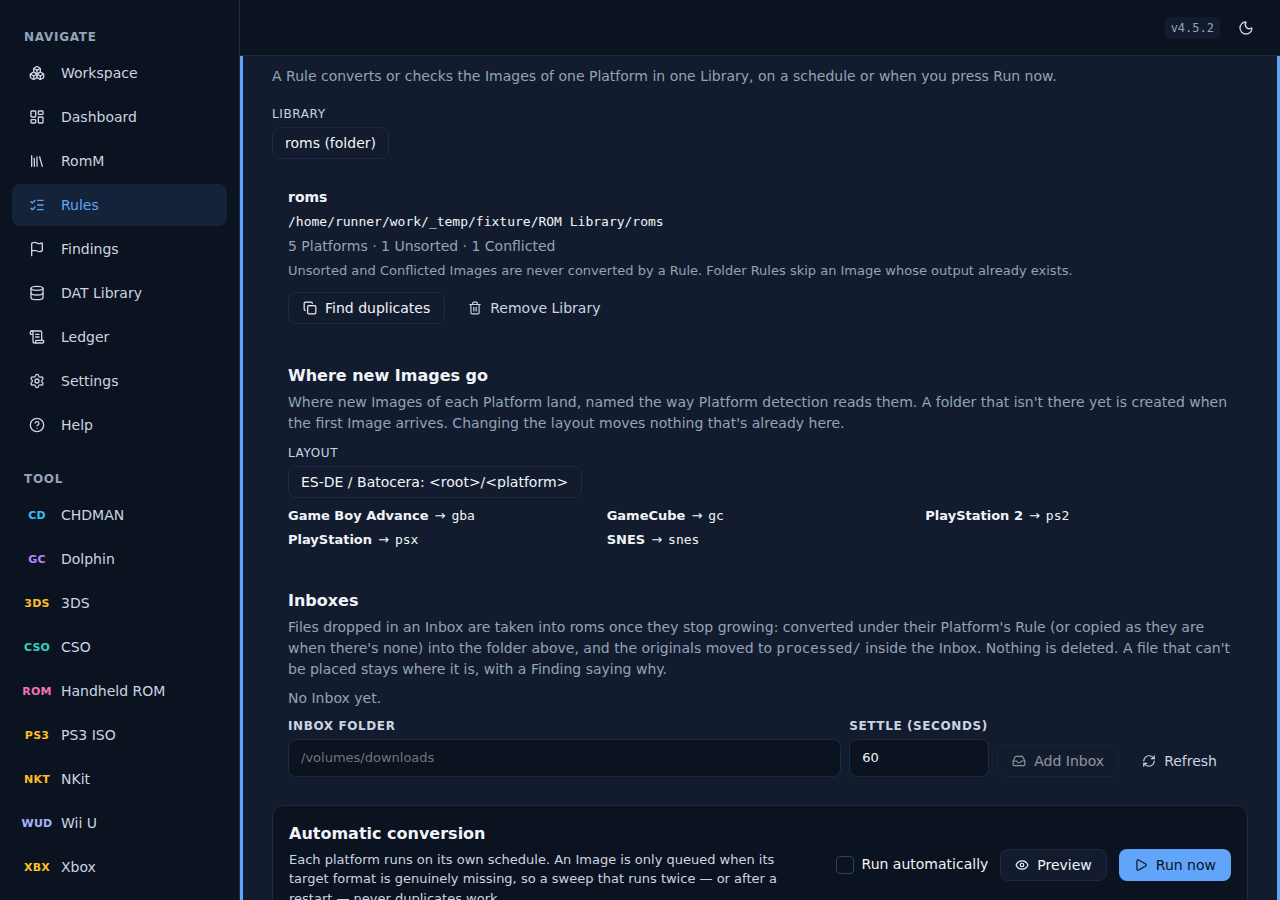 NAVIGATE
Workspace
Dashboard
RomM
Rules
Findings
DAT Library
Ledger
Settings
Help
TOOL
CD CHDMAN
GC Dolphin
3DS 3DS
CSO CSO
ROM Handheld ROM
PS3 PS3 ISO
NKT NKit
WUD Wii U
XBX Xbox
v4.5.2
A Rule converts or checks the Images of one Platform in one Library, on a schedule or when you press Run now.
LIBRARY
roms (folder)
roms
/home/runner/work/_temp/fixture/ROM Library/roms
5 Platforms · 1 Unsorted · 1 Conflicted
Unsorted and Conflicted Images are never converted by a Rule. Folder Rules skip an Image whose output already exists.
Find duplicates Remove Library
Where new Images go
Where new Images of each Platform land, named the way Platform detection reads them. A folder that isn't there yet is created when
the first Image arrives. Changing the layout moves nothing that's already here.
LAYOUT
ES-DE / Batocera: <root>/<platform>
Game Boy Advance → gba GameCube → gc PlayStation 2 → ps2
PlayStation → psx SNES → snes
Inboxes
Files dropped in an Inbox are taken into roms once they stop growing: converted under their Platform's Rule (or copied as they are
when there's none) into the folder above, and the originals moved to processed/ inside the Inbox. Nothing is deleted. A file that can't
be placed stays where it is, with a Finding saying why.
No Inbox yet.
INBOX FOLDER SETTLE (SECONDS)
/volumes/downloads 60 Add Inbox Refresh
Automatic conversion
Each platform runs on its own schedule. An Image is only queued when its
target format is genuinely missing, so a sweep that runs twice — or after a
restart — never duplicates work.
Run automatically Preview Run now